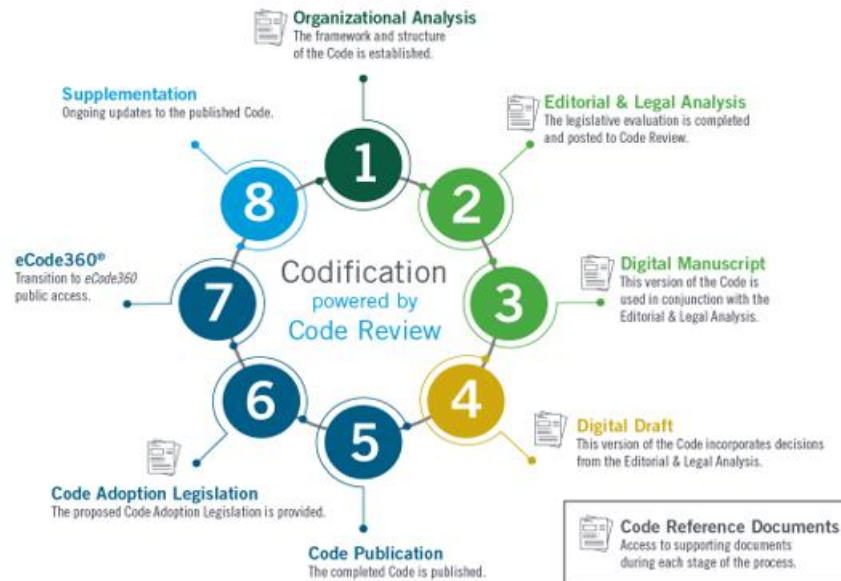 Organizational Analysis
The framework and structure
of the Code is established.
Supplementation
Ongoing updates to the published Code.
Editorial & Legal Analysis
The legislative evaluation is completed
and posted to Code Review.
1
2
8
eCode360®
Transition to eCode360
public access.
7
Codification
powered by
Code Review
3
Digital Manuscript
This version of the Code is
used in conjunction with the
Editorial & Legal Analysis.
6
5
4
Digital Draft
This version of the Code incorporates decisions
from the Editorial & Legal Analysis.
Code Adoption Legislation
The proposed Code Adoption Legislation is provided.
Code Publication
The completed Code is published.
Code Reference Documents
Access to supporting documents
during each stage of the process.